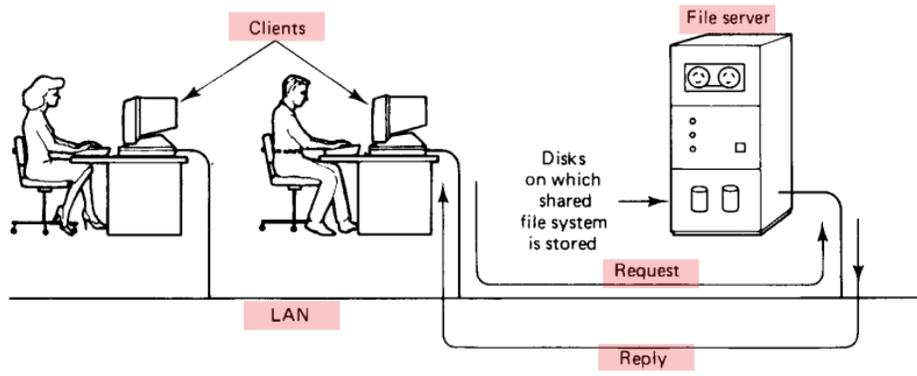 Clients
File server
Disks
on which
shared
file system
is stored
Request
LAN
Reply